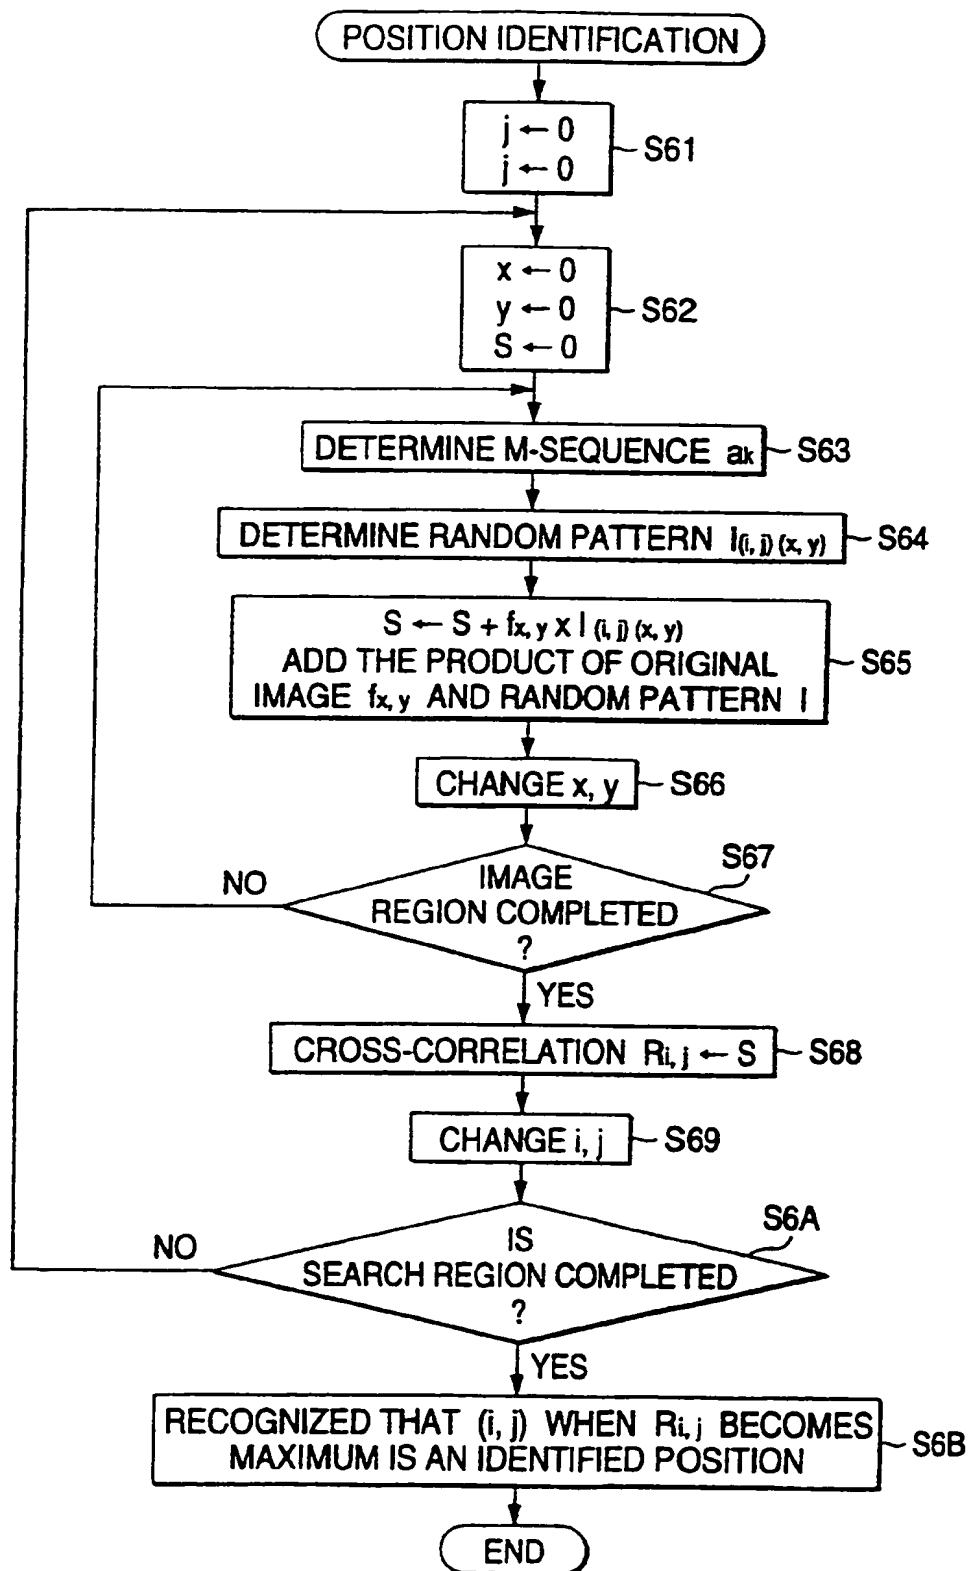 POSITION IDENTIFICATION
j ← 0
j ← 0
S61
x ← 0
y ← 0
S ← 0
S62
DETERMINE M-SEQUENCE ak
S63
DETERMINE RANDOM PATTERN I(i, j) (x, y)
S64
S ← S + fx, y X I (i, j) (x, y)
ADD THE PRODUCT OF ORIGINAL
IMAGE fx, y AND RANDOM PATTERN I
S65
CHANGE x, y
S66
IMAGE
REGION COMPLETED
?
S67
NO
YES
CROSS-CORRELATION Ri, j ← S
S68
CHANGE i, j
S69
IS
SEARCH REGION COMPLETED
?
S6A
NO
YES
RECOGNIZED THAT (i, j) WHEN Ri, j BECOMES
MAXIMUM IS AN IDENTIFIED POSITION
S6B
END